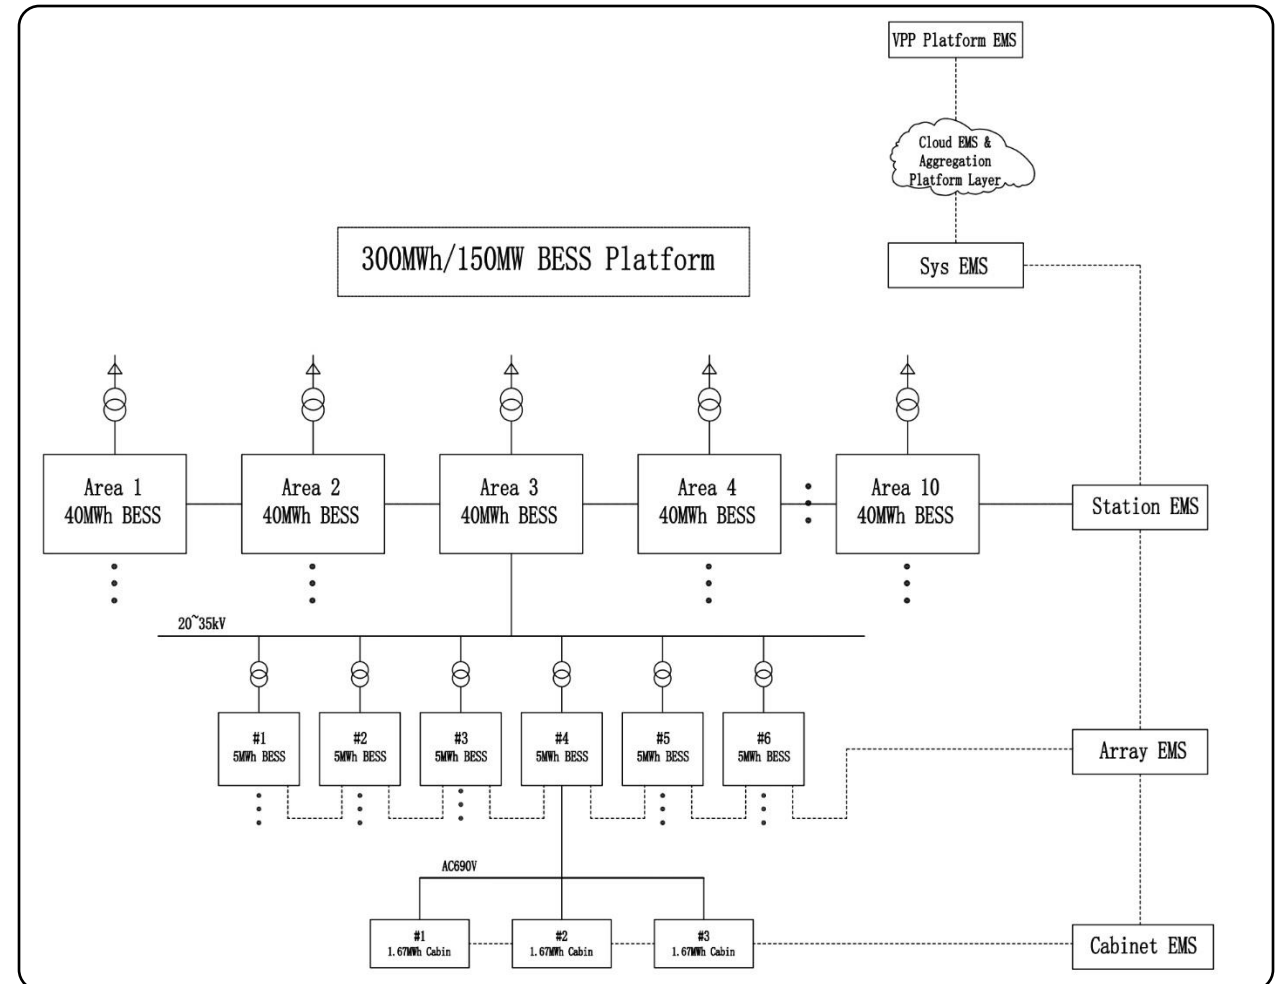 VPP Platform EMS
Cloud EMS &
Aggregation
Platform Layer
300MWh/150MW BESS Platform
Sys EMS
Area 1
40MWh BESS
Area 2
40MWh BESS
Area 3
40MWh BESS
Area 4
40MWh BESS
Area 10
40MWh BESS
Station EMS
20~35kV
#1
5MWh BESS
#2
5MWh BESS
#3
5MWh BESS
#4
5MWh BESS
#5
5MWh BESS
#6
5MWh BESS
Array EMS
AC690V
#1
1.67MWh Cabin
#2
1.67MWh Cabin
#3
1.67MWh Cabin
Cabinet EMS